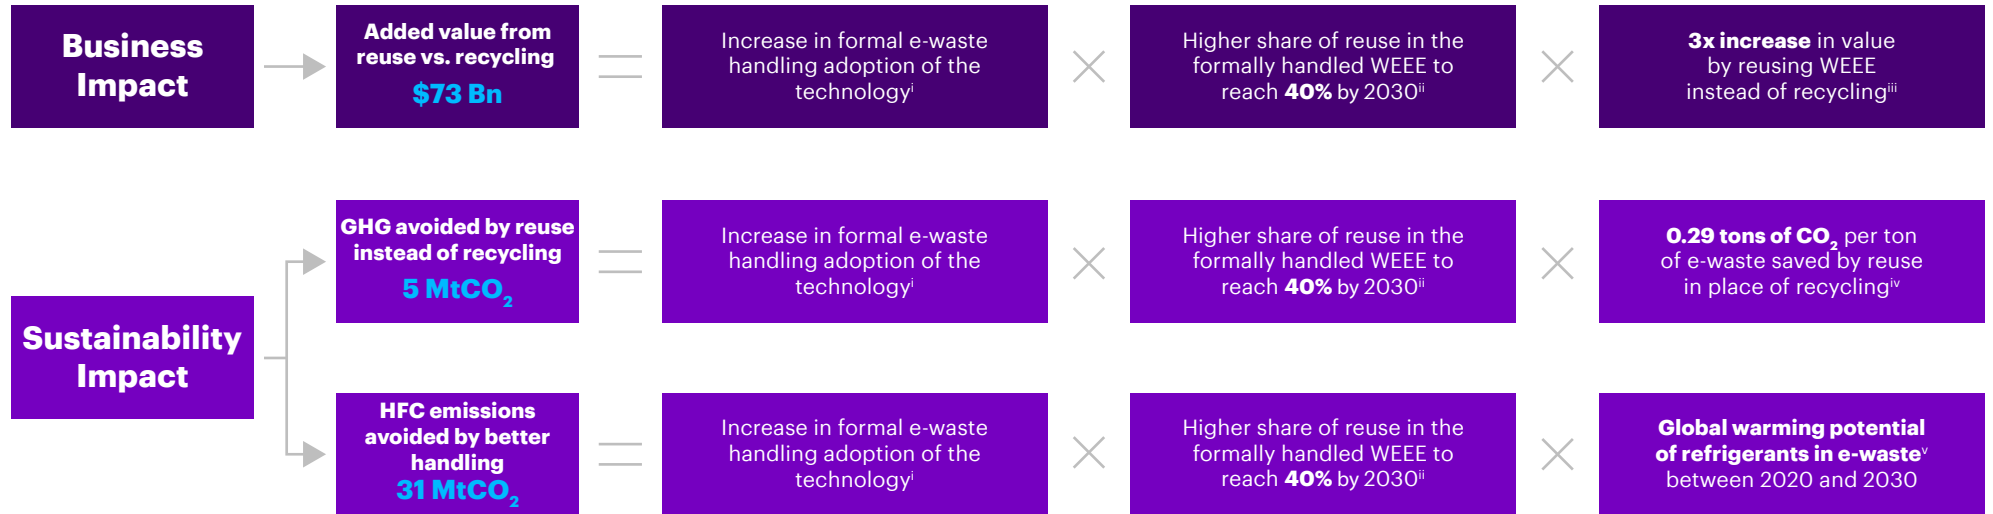 Business
Impact
Added value from
reuse vs. recycling
$73 Bn
Increase in formal e-waste
handling adoption of the
technologyⁱ
Higher share of reuse in the
formally handled WEEE to
reach 40% by 2030ⁱⁱ
3x increase in value
by reusing WEEE
instead of recyclingⁱⁱⁱ
Sustainability
Impact
GHG avoided by reuse
instead of recycling
5 MtCO₂
Increase in formal e-waste
handling adoption of the
technologyⁱ
Higher share of reuse in the
formally handled WEEE to
reach 40% by 2030ⁱⁱ
0.29 tons of CO₂ per ton
of e-waste saved by reuse
in place of recyclingⁱᵛ
HFC emissions
avoided by better
handling
31 MtCO₂
Increase in formal e-waste
handling adoption of the
technologyⁱ
Higher share of reuse in the
formally handled WEEE to
reach 40% by 2030ⁱⁱ
Global warming potential
of refrigerants in e-wasteᵛ
between 2020 and 2030